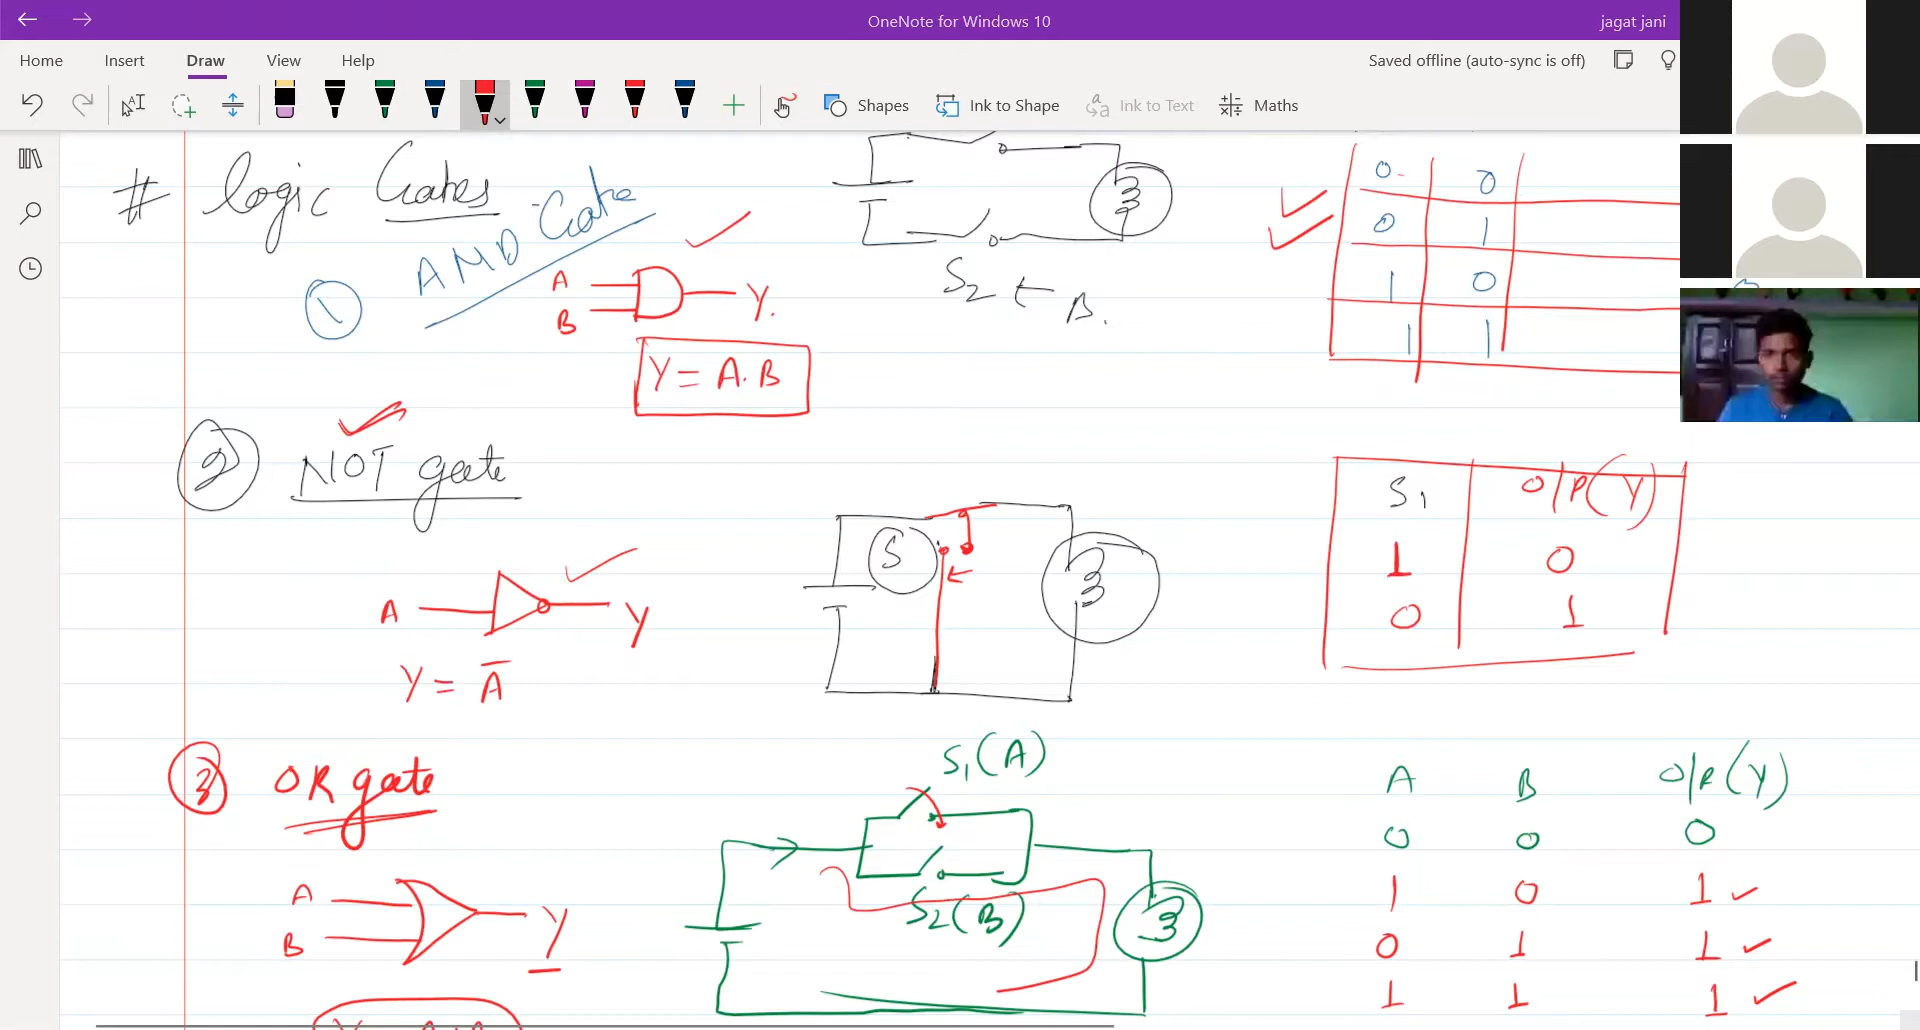 OneNote for Windows 10
jagat jani
Home Insert Draw View Help
Saved offline (auto-sync is off)
Shapes Ink to Shape Ink to Text Maths
# Logic Gates
① AND Gate
A
B
Y.
Y = A.B
S2 ← B.
0 0
0 1
1 0
1 1
② NOT gate
A Y
Y = A̅
S
S1 O/P(Y)
1 0
0 1
③ OR gate
A
B
Y
S1(A)
S2(B)
A B O/P(Y)
0 0 0
1 0 1 ✓
0 1 1 ✓
1 1 1 ✓